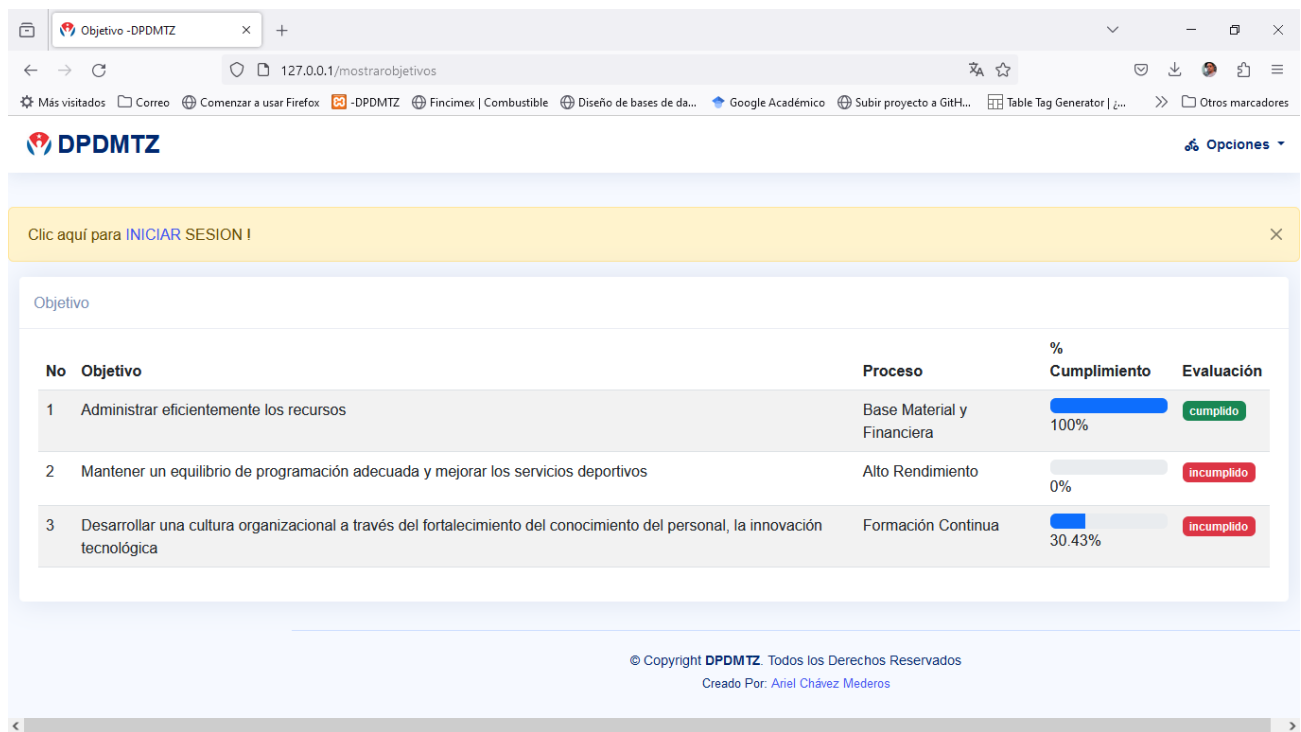 Objetivo -DPDMTZ
127.0.0.1/mostrarobjetivos
Más visitados Correo Comenzar a usar Firefox -DPDMTZ Fincimex | Combustible Diseño de bases de da... Google Académico Subir proyecto a GitH... Table Tag Generator | ¿... Otros marcadores
DPDMTZ
Opciones
Clic aquí para INICIAR SESION !
Objetivo
No Objetivo Proceso % Cumplimiento Evaluación
1 Administrar eficientemente los recursos Base Material y Financiera 100% cumplido
2 Mantener un equilibrio de programación adecuada y mejorar los servicios deportivos Alto Rendimiento 0% incumplido
3 Desarrollar una cultura organizacional a través del fortalecimiento del conocimiento del personal, la innovación
tecnológica Formación Continua 30.43% incumplido
© Copyright DPDMTZ. Todos los Derechos Reservados
Creado Por: Ariel Chávez Mederos